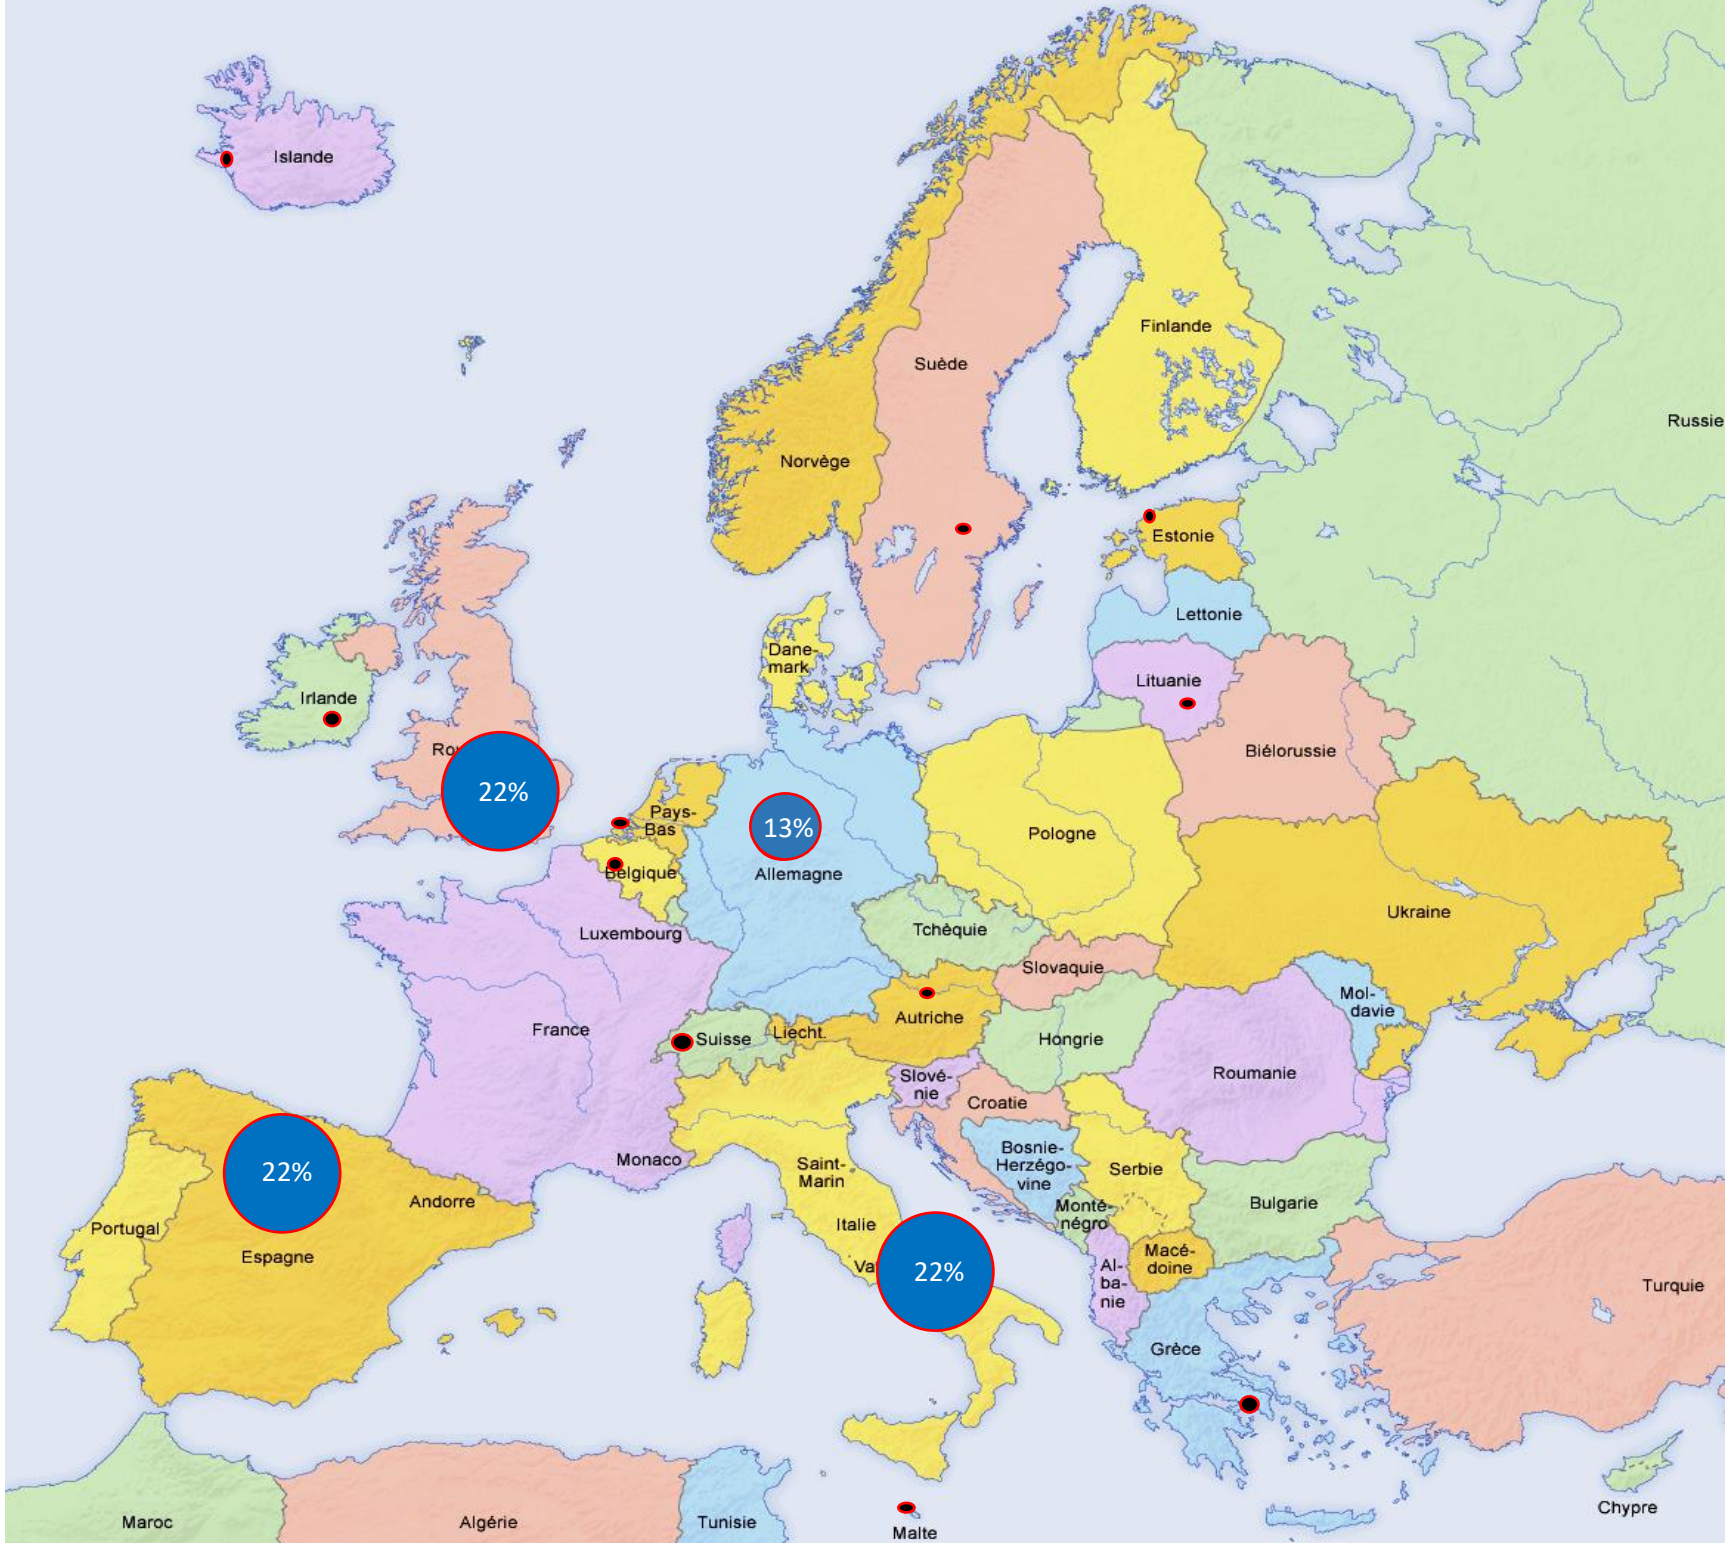 Islande
Finlande
Suède
Russie
Norvège
Estonie
Lettonie
Dane-
mark
Lituanie
Irlande
Ro
Biélorussie
22%
13%
Pays-
Bas
Pologne
Belgique
Allemagne
Ukraine
Tchèquie
Luxembourg
Slovaquie
Mol-
davie
Autriche
France
Suisse
Liecht.
Hongrie
Roumanie
Slové-
nie
Croatie
Monaco
Saint-
Marin
Bosnie-
Herzégo-
vine
Serbie
22%
Andorre
Bulgarie
Monté-
négro
Portugal
Italie
Espagne
Macé-
doine
Va
22%
Al-
ba-
nie
Turquie
Grèce
Chypre
Maroc
Algérie
Tunisie
Malte